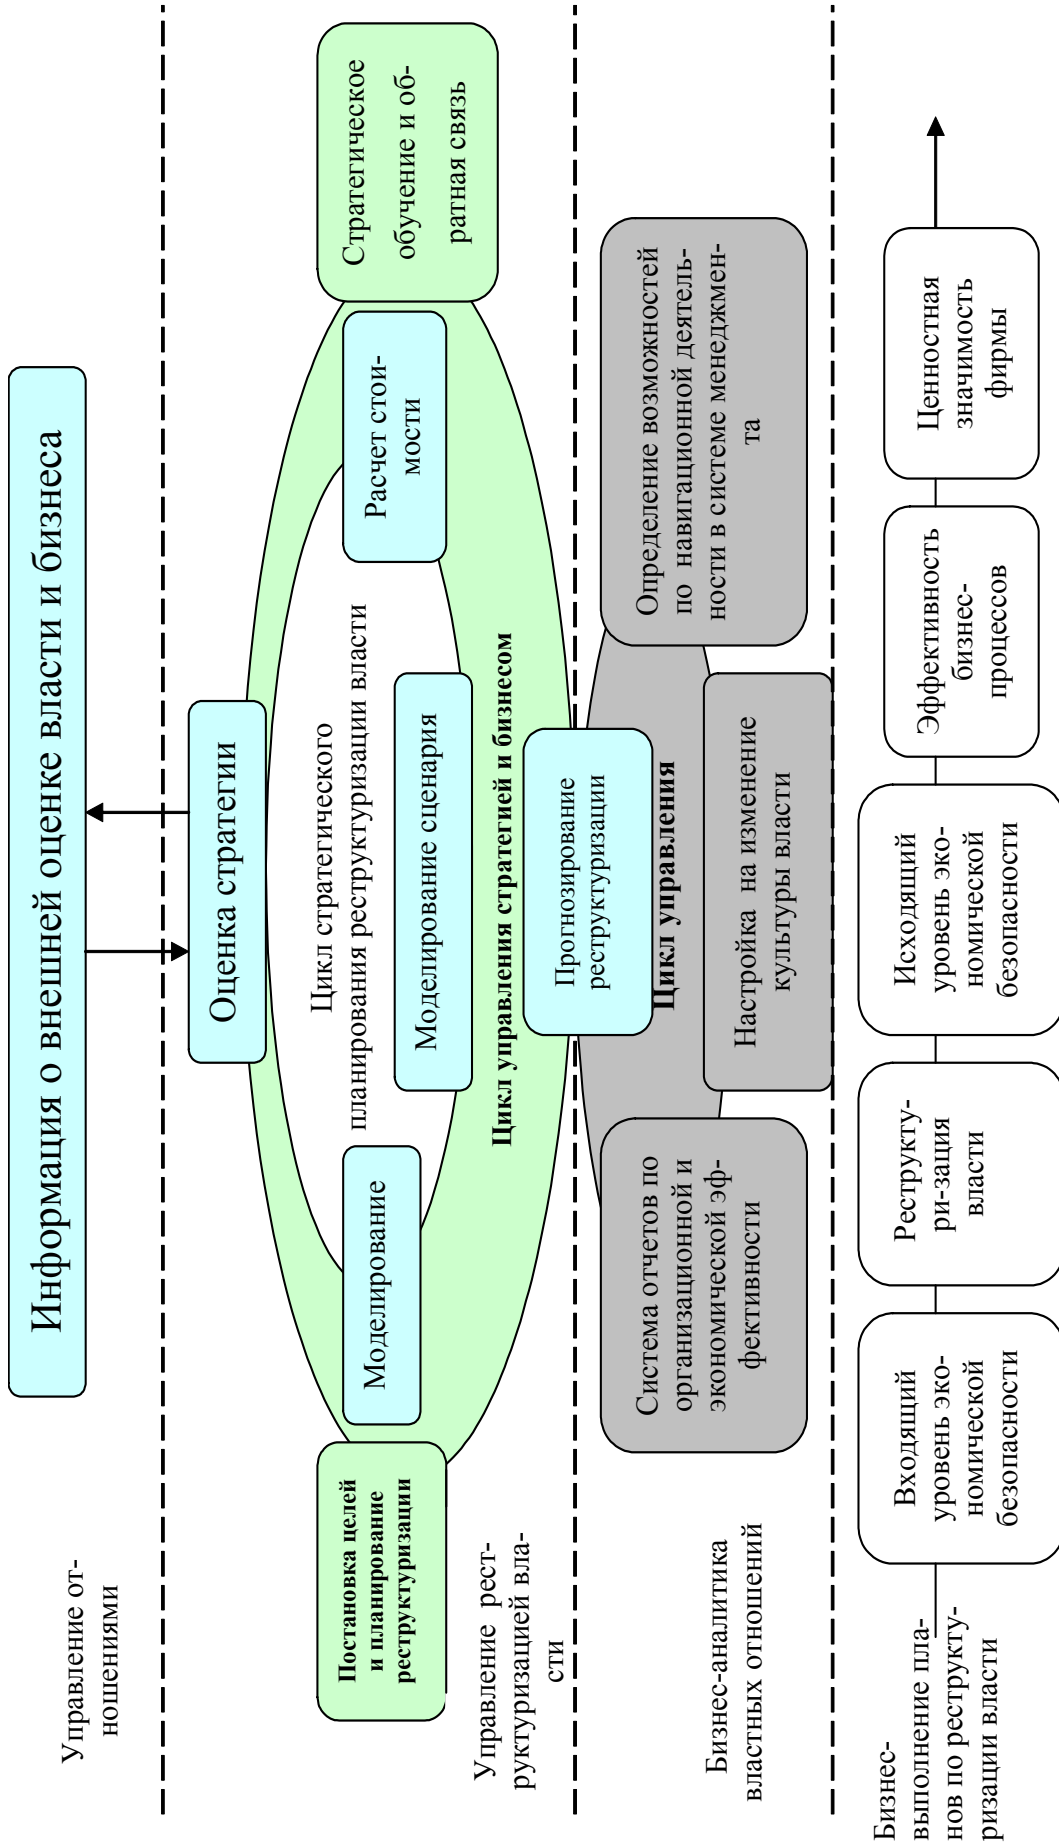 Информация о внешней оценке власти и бизнеса
Управление от-
ношениями
Оценка стратегии
Цикл стратегического
планирования реструктуризации власти
Постановка целей
и планирование
реструктуризации
Моделирование
Моделирование сценария
Расчет стои-
мости
Стратегическое
обучение и об-
ратная связь
Цикл управления стратегией и бизнесом
Управление рест-
руктуризацией вла-
сти
Прогнозирование
реструктуризации
Цикл управления
Бизнес-аналитика
властных отношений
Система отчетов по
организационной и
экономической эф-
фективности
Настройка на изменение
культуры власти
Определение возможностей
по навигационной деятель-
ности в системе менеджмен-
та
Бизнес-
выполнение пла-
нов по реструкту-
ризации власти
Входящий
уровень эко-
номической
безопасности
Реструкту-
ри-зация
власти
Исходящий
уровень эко-
номической
безопасности
Эффективность
бизнес-
процессов
Ценностная
значимость
фирмы